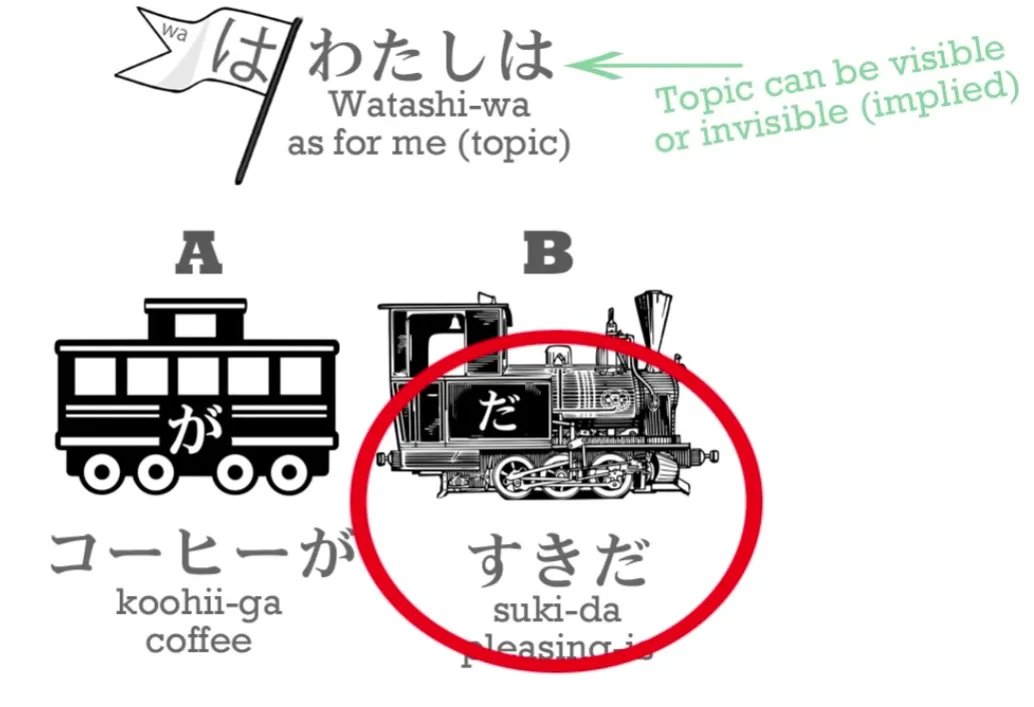 wa
は
わたしは
Watashi-wa
as for me (topic)
Topic can be visible
or invisible (implied)
A
B
が
だ
コーヒーが
koohii-ga
coffee
すきだ
suki-da
pleasing-is